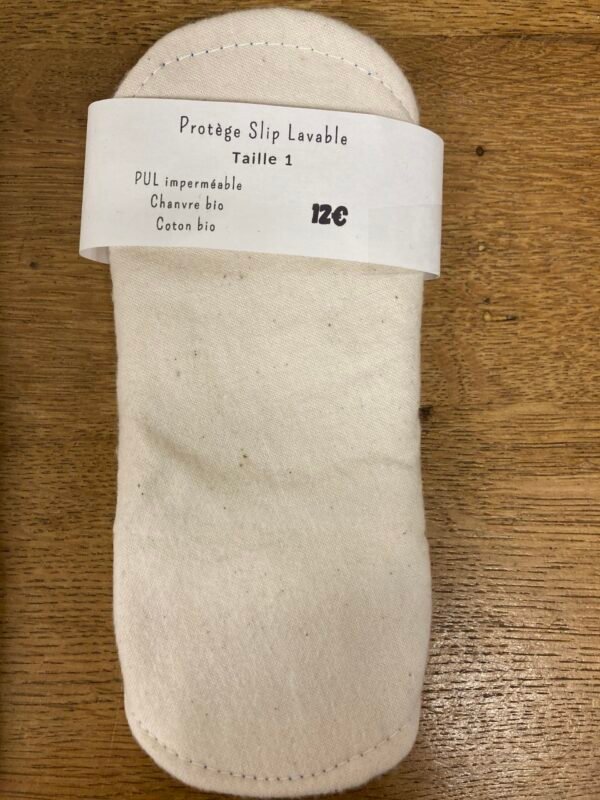 Protège Slip Lavable
Taille 1
PUL imperméable
Chanvre bio
Coton bio
12€